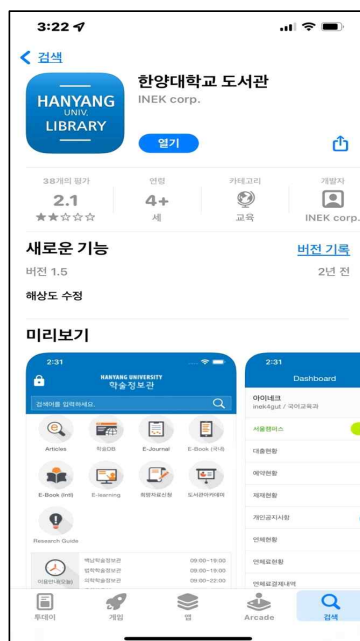 3:22
검색
HANYANG
UNIV.
LIBRARY
한양대학교 도서관
INEK corp.
열기
38개의 평가
2.1
연령
4+
세
카테고리
교육
개발자
INEK corp.
새로운 기능
버전 기록
버전 1.5
2년 전
해상도 수정
미리보기
2:31
HANYANG UNIVERSITY
학술정보관
검색어를 입력하세요.
Articles
학술DB
E-Journal
E-Book (국내)
E-Book (Intl)
E-learning
희망자료신청
도서관아카데미
Research Guide
이용안내(오늘)
백남학술정보관 09:00~19:00
법학학술정보관 09:00~19:00
의학학술정보관 09:00~22:00
2:31
Dashboard
아이네크
inek4gut / 국어교육과
서울캠퍼스
대출현황
예약현황
제재현황
개인공지사항
연체현황
연체료현황
연체료결제내역
투데이
게임
앱
Arcade
검색